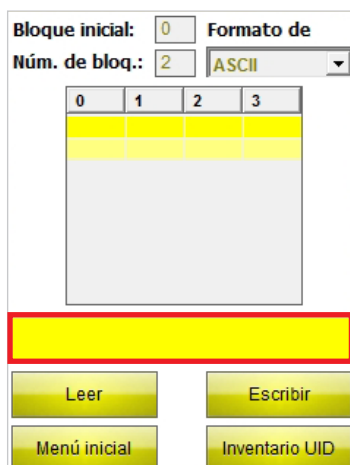 Bloque inicial: 0 Formato de
Núm. de bloq.: 2 ASCII
0 1 2 3
Leer Escribir
Menú inicial Inventario UID